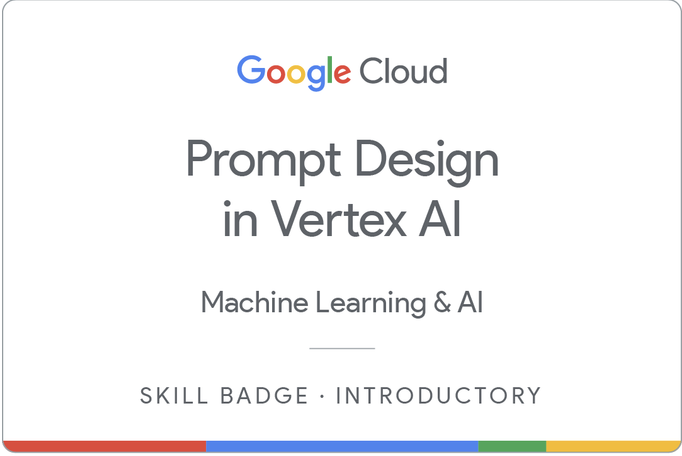 Google Cloud
Prompt Design
in Vertex AI
Machine Learning & AI
SKILL BADGE · INTRODUCTORY